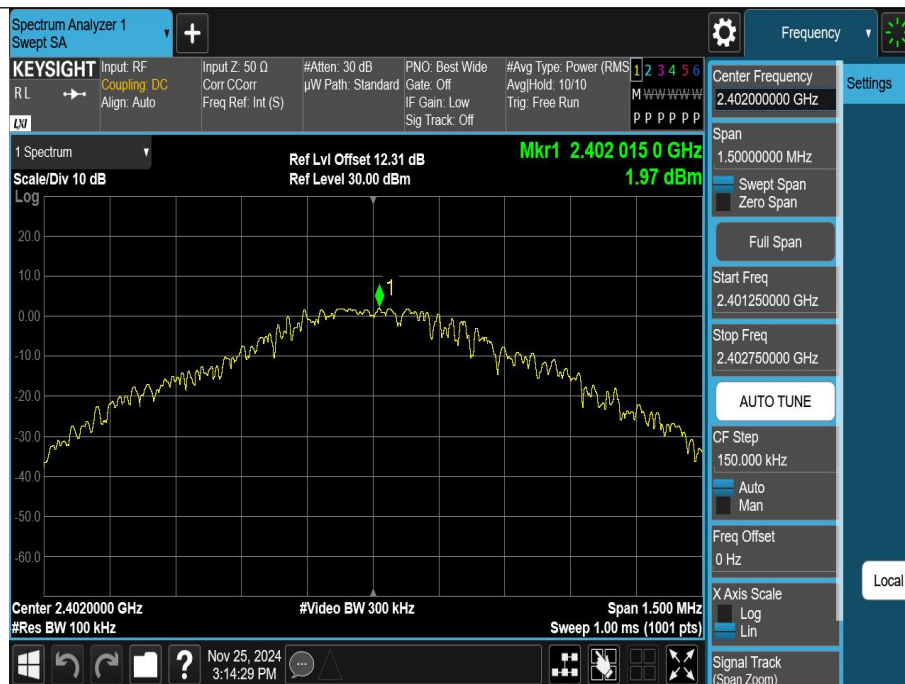 Spectrum Analyzer 1
Swept SA
Frequency
KEYSIGHT
RL
LXI
Input: RF
Coupling: DC
Align: Auto
Input Z: 50 Ω
Corr CCorr
Freq Ref: Int (S)
#Atten: 30 dB
µW Path: Standard
PNO: Best Wide
Gate: Off
IF Gain: Low
Sig Track: Off
#Avg Type: Power (RMS
Avg|Hold: 10/10
Trig: Free Run
1 2 3 4 5 6
M W W W W W
P P P P P P
1 Spectrum
Scale/Div 10 dB
Log
Ref Lvl Offset 12.31 dB
Ref Level 30.00 dBm
Mkr1 2.402 015 0 GHz
1.97 dBm
20.0
10.0
1
0.00
-10.0
-20.0
-30.0
-40.0
-50.0
-60.0
Center 2.4020000 GHz
#Res BW 100 kHz
#Video BW 300 kHz
Span 1.500 MHz
Sweep 1.00 ms (1001 pts)
Center Frequency
2.402000000 GHz
Span
1.50000000 MHz
Swept Span
Zero Span
Full Span
Start Freq
2.401250000 GHz
Stop Freq
2.402750000 GHz
AUTO TUNE
CF Step
150.000 kHz
Auto
Man
Freq Offset
0 Hz
X Axis Scale
Log
Lin
Signal Track
(Span Zoom)
Settings
Local
?
Nov 25, 2024
3:14:29 PM